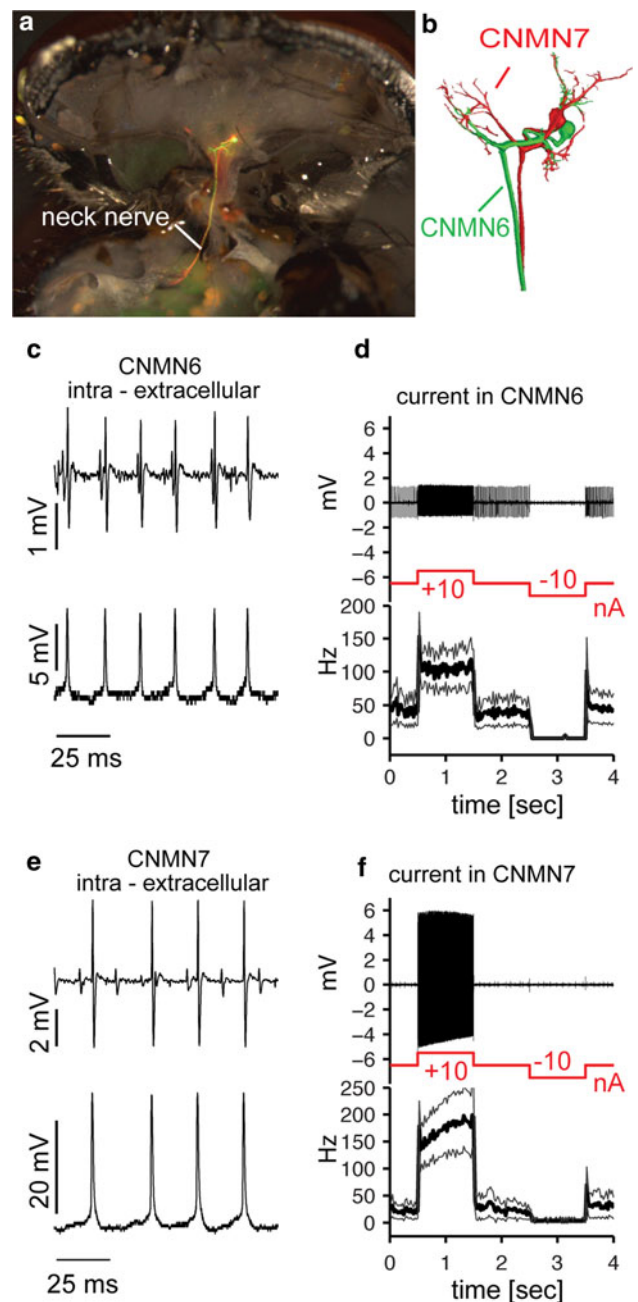 a
neck nerve
b
CNMN7
CNMN6
c
CNMN6
intra - extracellular
1 mV
5 mV
25 ms
d
current in CNMN6
6
4
2
0
-2
-4
-6
mV
+10
-10
nA
200
150
100
50
0
Hz
0 1 2 3 4
time [sec]
e
CNMN7
intra - extracellular
2 mV
20 mV
25 ms
f
current in CNMN7
6
4
2
0
-2
-4
-6
mV
+10
-10
nA
250
200
150
100
50
0
Hz
0 1 2 3 4
time [sec]